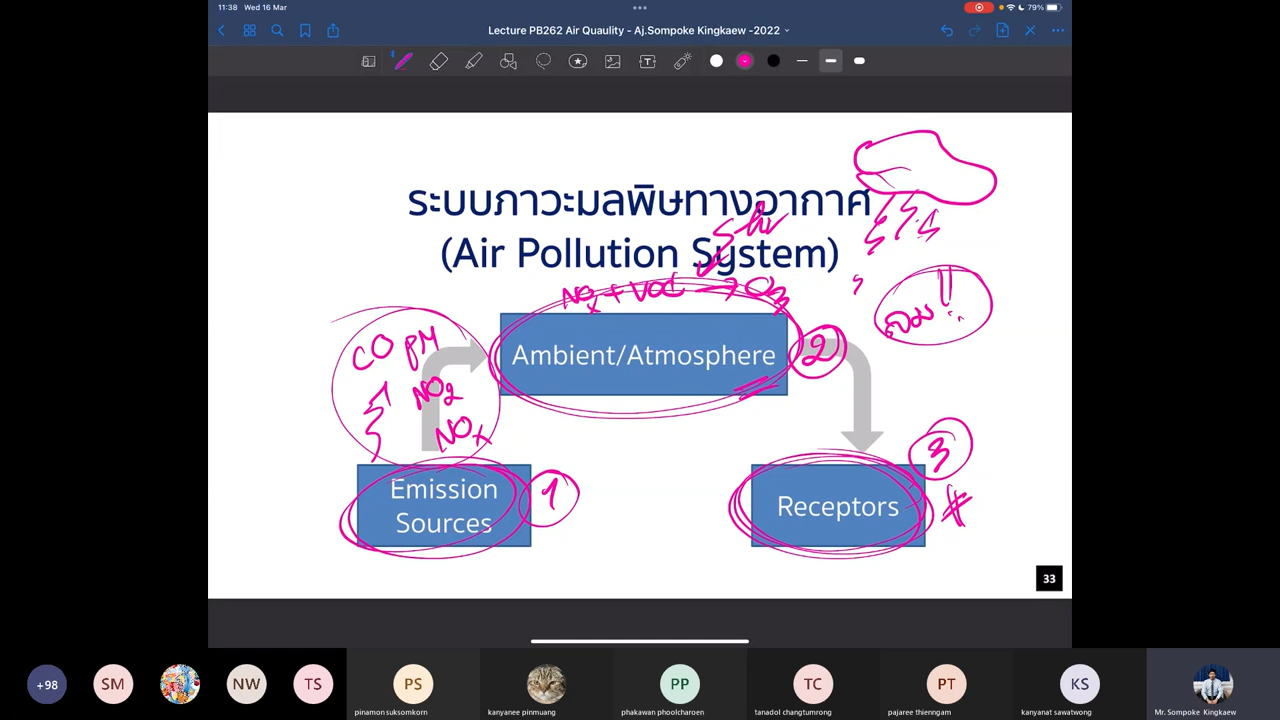 11:38 Wed 16 Mar
79%
Lecture PB262 Air Quaulity - Aj.Sompoke Kingkaew -2022
ระบบภาวะมลพิษทางอากาศ
(Air Pollution System)
hv
NOx + VOC → O3
ลม!!
CO PM
NO2
NOx
Ambient/Atmosphere
2
3
Emission
Sources
1
Receptors
33
+98
SM
NW
TS
PS
PP
TC
PT
KS
pinamon suksomkorn
kanyanee pinmuang
phakawan phoolcharoen
tanadol changtumrong
pajaree thienngam
kanyanat sawatwong
Mr. Sompoke Kingkaew